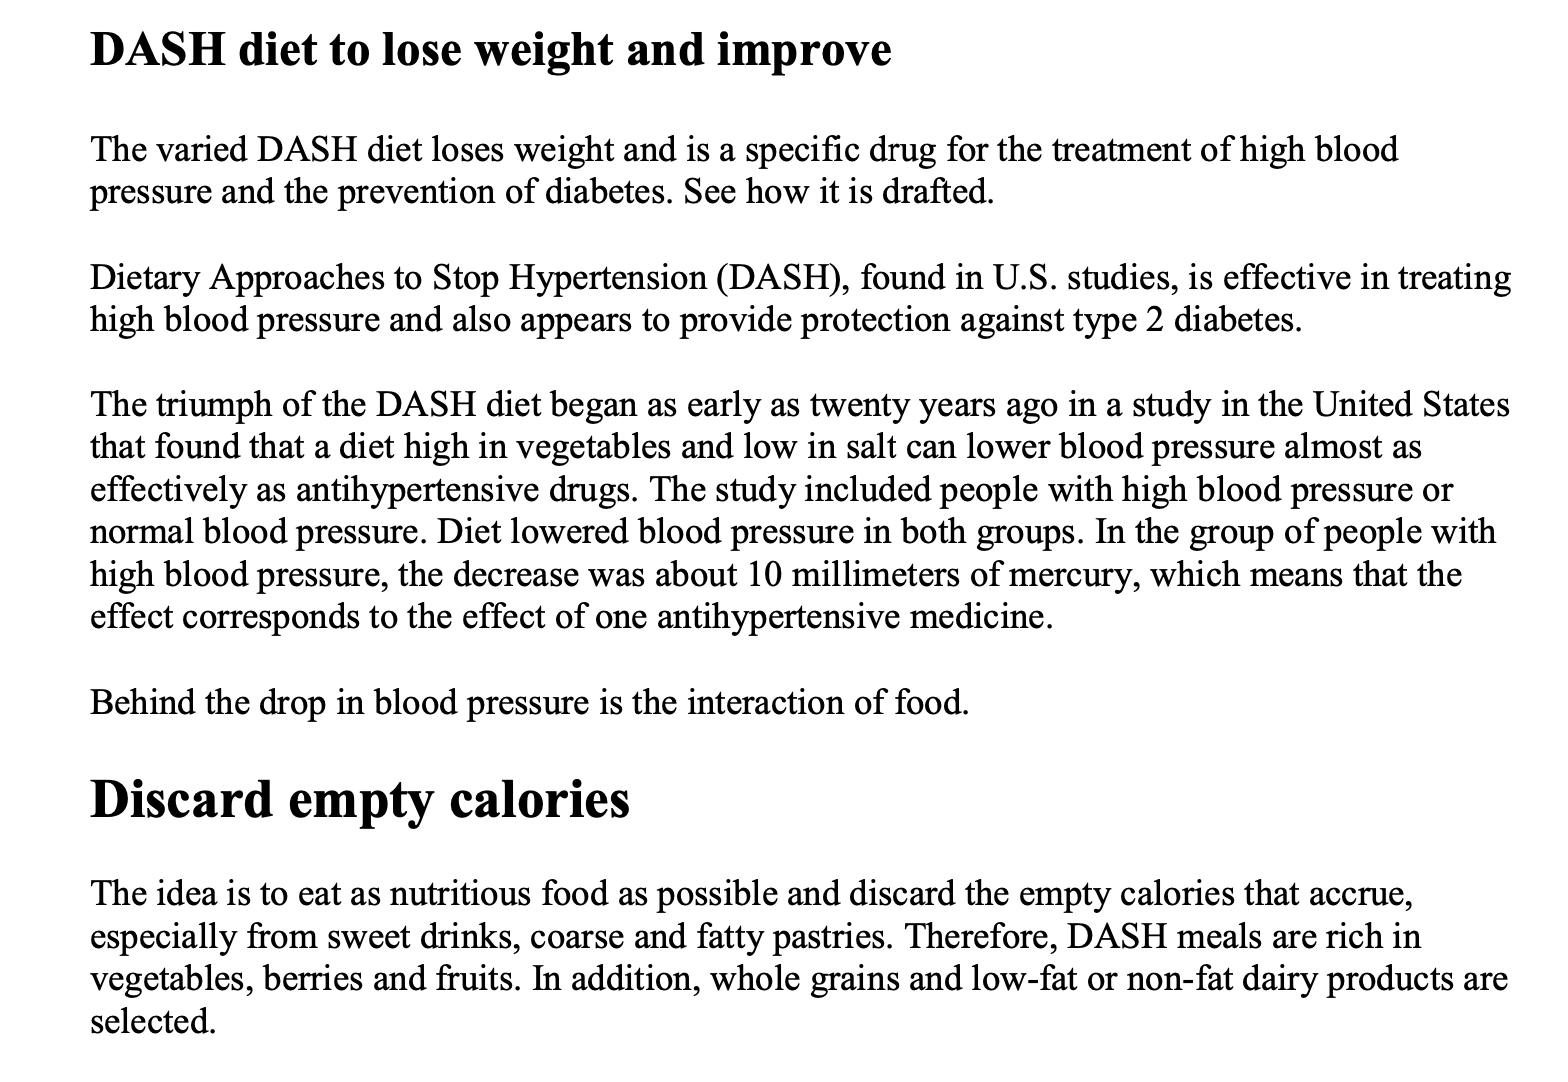 DASH diet to lose weight and improve
The varied DASH diet loses weight and is a specific drug for the treatment of high blood
pressure and the prevention of diabetes. See how it is drafted.
Dietary Approaches to Stop Hypertension (DASH), found in U.S. studies, is effective in treating
high blood pressure and also appears to provide protection against type 2 diabetes.
The triumph of the DASH diet began as early as twenty years ago in a study in the United States
that found that a diet high in vegetables and low in salt can lower blood pressure almost as
effectively as antihypertensive drugs. The study included people with high blood pressure or
normal blood pressure. Diet lowered blood pressure in both groups. In the group of people with
high blood pressure, the decrease was about 10 millimeters of mercury, which means that the
effect corresponds to the effect of one antihypertensive medicine.
Behind the drop in blood pressure is the interaction of food.
Discard empty calories
The idea is to eat as nutritious food as possible and discard the empty calories that accrue,
especially from sweet drinks, coarse and fatty pastries. Therefore, DASH meals are rich in
vegetables, berries and fruits. In addition, whole grains and low-fat or non-fat dairy products are
selected.